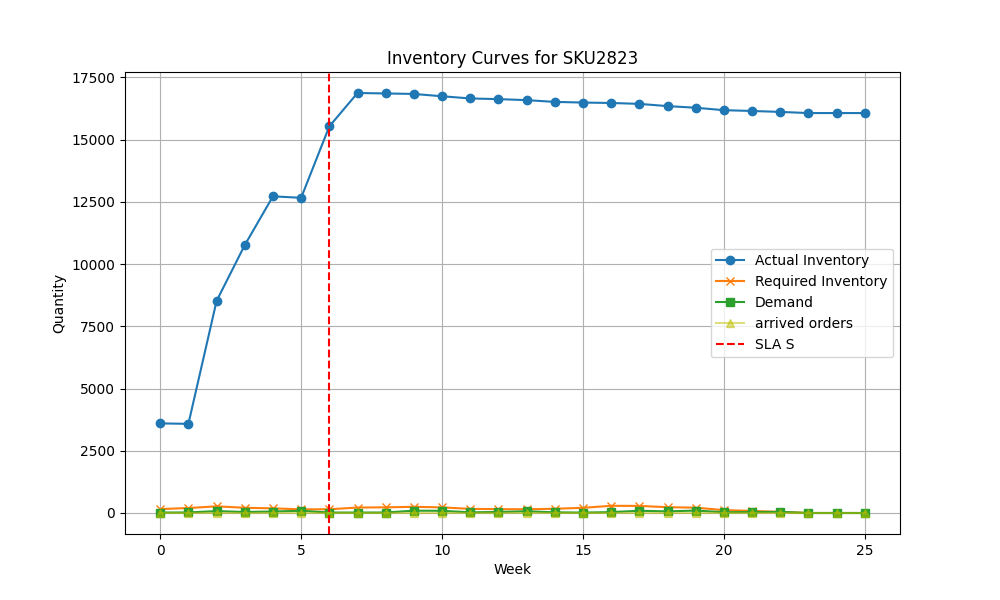 Inventory Curves for SKU2823
Quantity
17500
15000
12500
10000
7500
5000
2500
0
Actual Inventory
Required Inventory
Demand
arrived orders
SLA S
0 5 10 15 20 25
Week